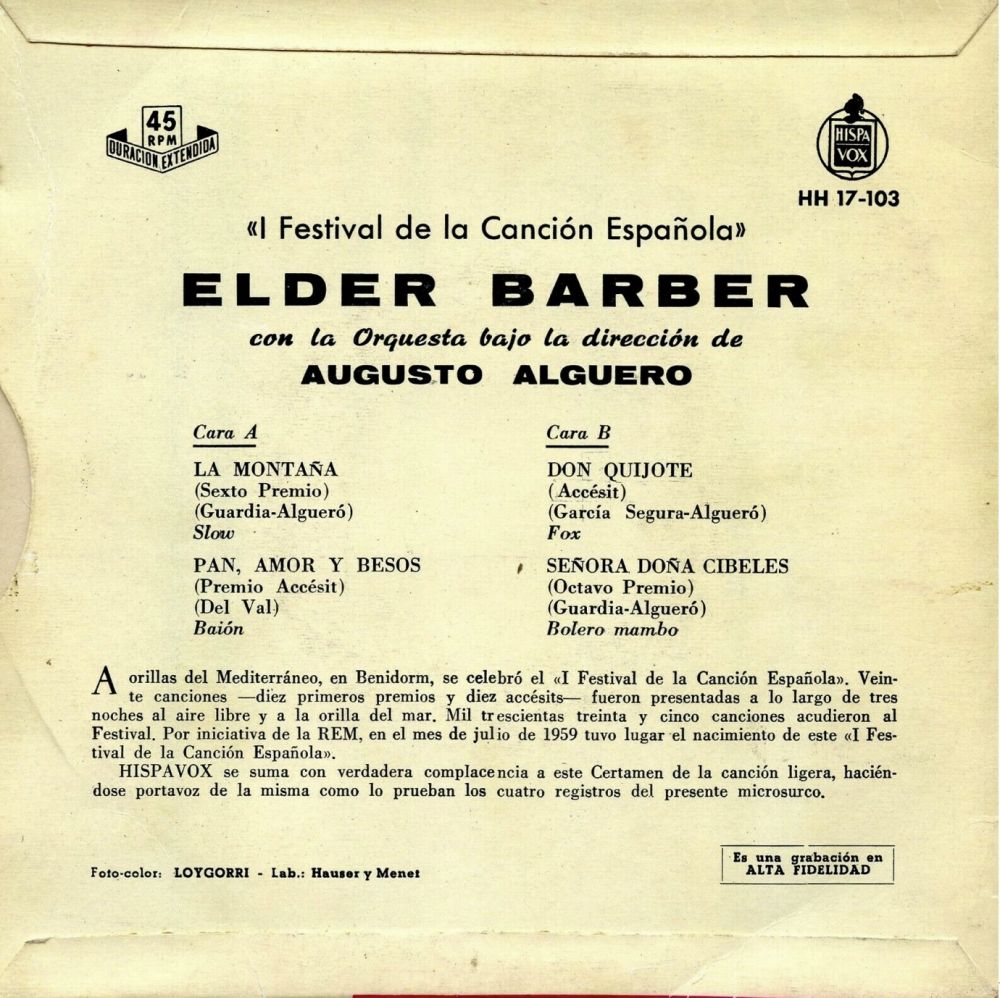 45
RPM
DURACION EXTENDIDA
HISPA
VOX
HH 17-103
«I Festival de la Canción Española»
ELDER BARBER
con la Orquesta bajo la dirección de
AUGUSTO ALGUERO
Cara A
LA MONTAÑA
(Sexto Premio)
(Guardia-Algueró)
Slow
PAN, AMOR Y BESOS
(Premio Accésit)
(Del Val)
Baión
Cara B
DON QUIJOTE
(Accésit)
(García Segura-Algueró)
Fox
SEÑORA DOÑA CIBELES
(Octavo Premio)
(Guardia-Algueró)
Bolero mambo
A orillas del Mediterráneo, en Benidorm, se celebró el «I Festival de la Canción Española». Vein-
te canciones —diez primeros premios y diez accésits— fueron presentadas a lo largo de tres
noches al aire libre y a la orilla del mar. Mil trescientas treinta y cinco canciones acudieron al
Festival. Por iniciativa de la REM, en el mes de julio de 1959 tuvo lugar el nacimiento de este «I Fes-
tival de la Canción Española».
HISPAVOX se suma con verdadera complacencia a este Certamen de la canción ligera, hacién-
dose portavoz de la misma como lo prueban los cuatro registros del presente microsurco.
Foto-color: LOYGORRI - Lab.: Hauser y Menet
Es una grabación en
ALTA FIDELIDAD